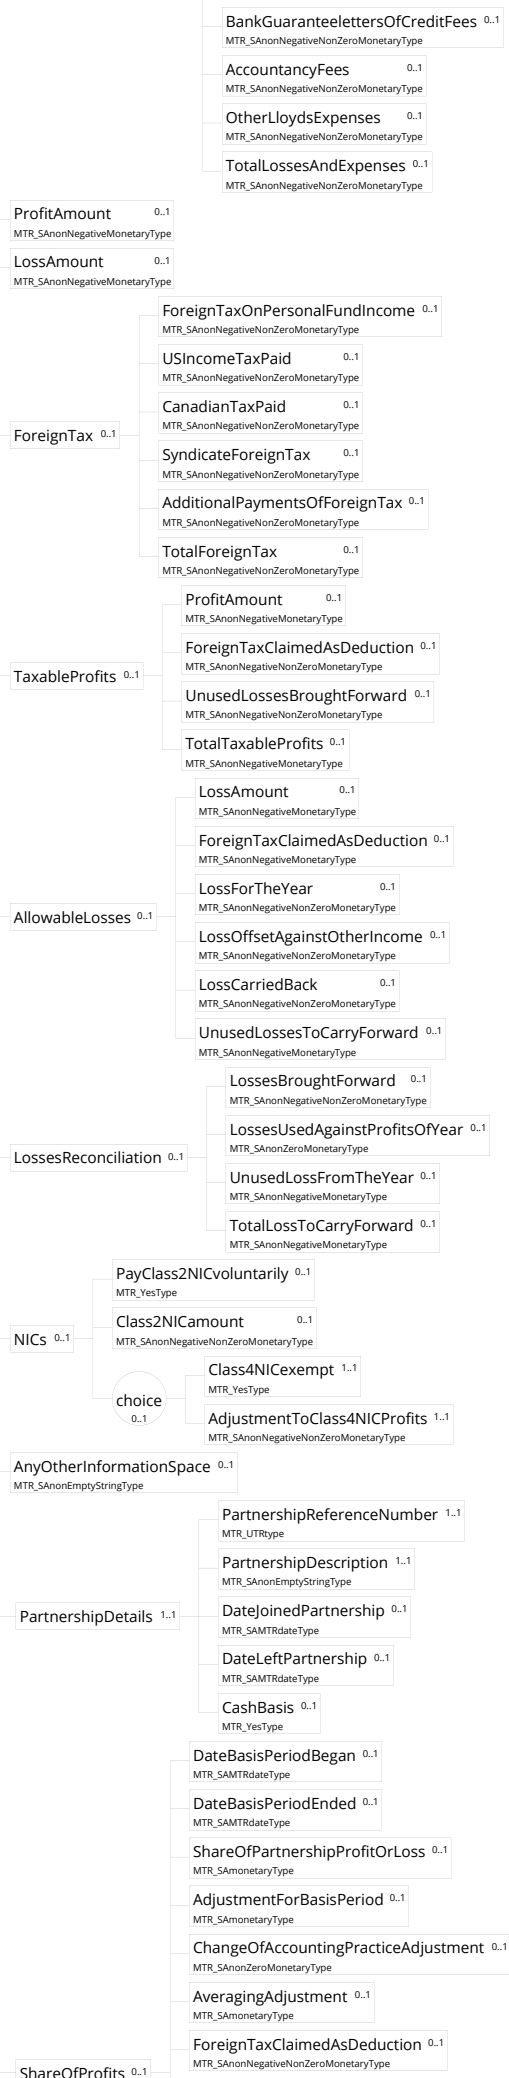 BankGuaranteelettersOfCreditFees 0..1
MTR_SAnonNegativeNonZeroMonetaryType
AccountancyFees 0..1
MTR_SAnonNegativeNonZeroMonetaryType
OtherLloydsExpenses 0..1
MTR_SAnonNegativeNonZeroMonetaryType
TotalLossesAndExpenses 0..1
MTR_SAnonNegativeNonZeroMonetaryType
ProfitAmount 0..1
MTR_SAnonNegativeMonetaryType
LossAmount 0..1
MTR_SAnonNegativeMonetaryType
ForeignTax 0..1
ForeignTaxOnPersonalFundIncome 0..1
MTR_SAnonNegativeNonZeroMonetaryType
USIncomeTaxPaid 0..1
MTR_SAnonNegativeNonZeroMonetaryType
CanadianTaxPaid 0..1
MTR_SAnonNegativeNonZeroMonetaryType
SyndicateForeignTax 0..1
MTR_SAnonNegativeNonZeroMonetaryType
AdditionalPaymentsOfForeignTax 0..1
MTR_SAnonNegativeNonZeroMonetaryType
TotalForeignTax 0..1
MTR_SAnonNegativeNonZeroMonetaryType
TaxableProfits 0..1
ProfitAmount 0..1
MTR_SAnonNegativeMonetaryType
ForeignTaxClaimedAsDeduction 0..1
MTR_SAnonNegativeNonZeroMonetaryType
UnusedLossesBroughtForward 0..1
MTR_SAnonNegativeNonZeroMonetaryType
TotalTaxableProfits 0..1
MTR_SAnonNegativeMonetaryType
AllowableLosses 0..1
LossAmount 0..1
MTR_SAnonNegativeMonetaryType
ForeignTaxClaimedAsDeduction 0..1
MTR_SAnonNegativeMonetaryType
LossForTheYear 0..1
MTR_SAnonNegativeNonZeroMonetaryType
LossOffsetAgainstOtherIncome 0..1
MTR_SAnonNegativeNonZeroMonetaryType
LossCarriedBack 0..1
MTR_SAnonNegativeNonZeroMonetaryType
UnusedLossesToCarryForward 0..1
MTR_SAnonNegativeMonetaryType
LossesReconciliation 0..1
LossesBroughtForward 0..1
MTR_SAnonNegativeNonZeroMonetaryType
LossesUsedAgainstProfitsOfYear 0..1
MTR_SAnonZeroMonetaryType
UnusedLossFromTheYear 0..1
MTR_SAnonNegativeMonetaryType
TotalLossToCarryForward 0..1
MTR_SAnonNegativeMonetaryType
NICs 0..1
PayClass2NICvoluntarily 0..1
MTR_YesType
Class2NICamount 0..1
MTR_SAnonNegativeNonZeroMonetaryType
choice
0..1
Class4NICexempt 1..1
MTR_YesType
AdjustmentToClass4NICProfits 1..1
MTR_SAnonNegativeNonZeroMonetaryType
AnyOtherInformationSpace 0..1
MTR_SAnonEmptyStringType
PartnershipDetails 1..1
PartnershipReferenceNumber 1..1
MTR_UTRtype
PartnershipDescription 1..1
MTR_SAnonEmptyStringType
DateJoinedPartnership 0..1
MTR_SAMTRdateType
DateLeftPartnership 0..1
MTR_SAMTRdateType
CashBasis 0..1
MTR_YesType
DateBasisPeriodBegan 0..1
MTR_SAMTRdateType
DateBasisPeriodEnded 0..1
MTR_SAMTRdateType
ShareOfPartnershipProfitOrLoss 0..1
MTR_SAmonetaryType
AdjustmentForBasisPeriod 0..1
MTR_SAmonetaryType
ChangeOfAccountingPracticeAdjustment 0..1
MTR_SAnonZeroMonetaryType
AveragingAdjustment 0..1
MTR_SAmonetaryType
ForeignTaxClaimedAsDeduction 0..1
MTR_SAnonNegativeNonZeroMonetaryType
ShareOfProfits 0..1